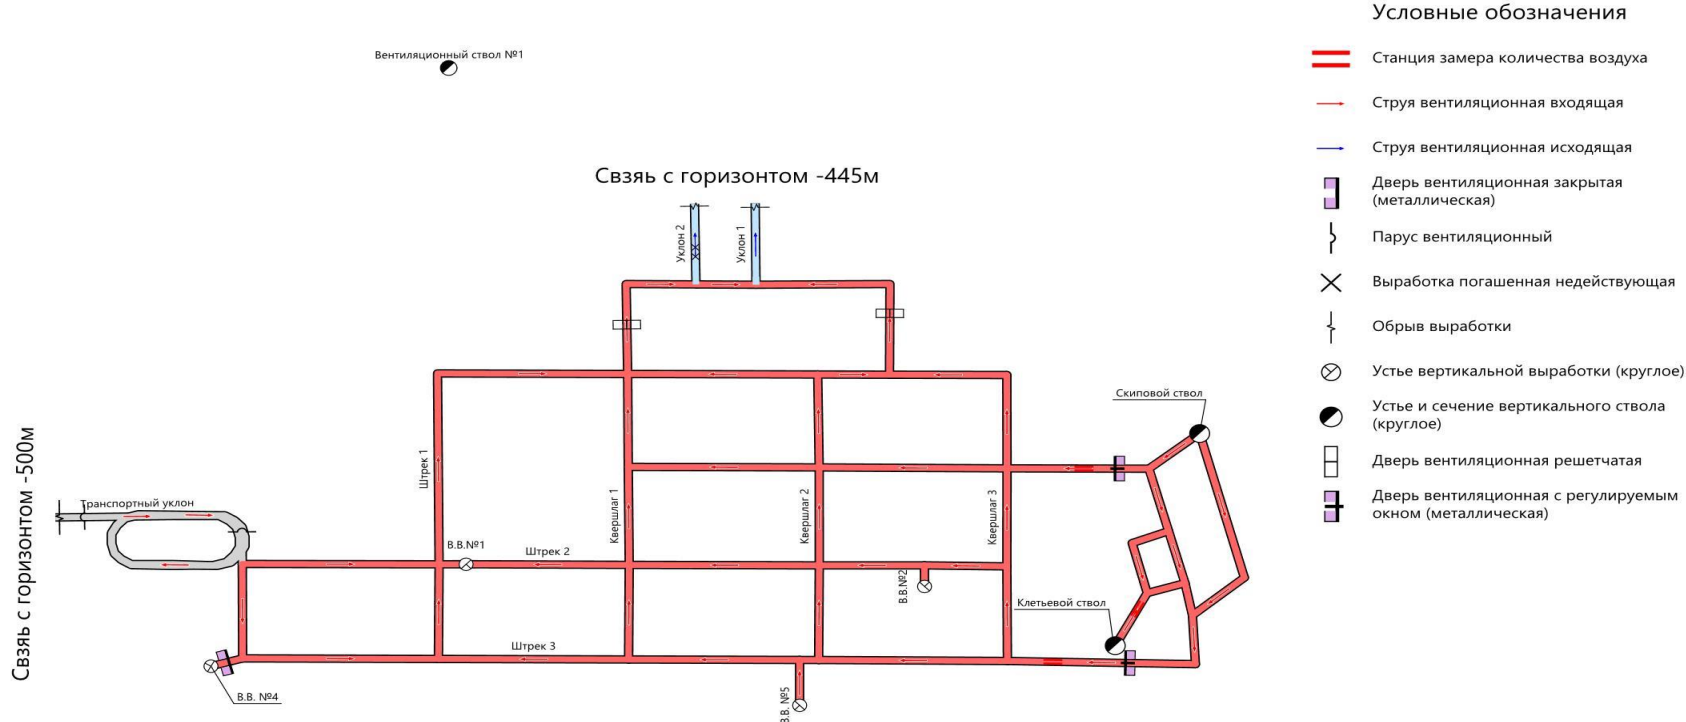 Условные обозначения
Вентиляционный ствол №1
Станция замера количества воздуха
Струя вентиляционная входящая
Струя вентиляционная исходящая
Свзяь с горизонтом -445м
Дверь вентиляционная закрытая
(металлическая)
Уклон 2
Уклон 1
Парус вентиляционный
Выработка погашенная недействующая
Обрыв выработки
Устье вертикальной выработки (круглое)
Скиповой ствол
Устье и сечение вертикального ствола
(круглое)
Дверь вентиляционная решетчатая
Дверь вентиляционная с регулируемым
окном (металлическая)
Свзяь с горизонтом -500м
Транспортный уклон
Штрек 1
Квершлаг 1
Квершлаг 2
Квершлаг 3
В.В.№1
Штрек 2
В.В.№2
Клетьевой ствол
Штрек 3
В.В. №4
В.В. №5